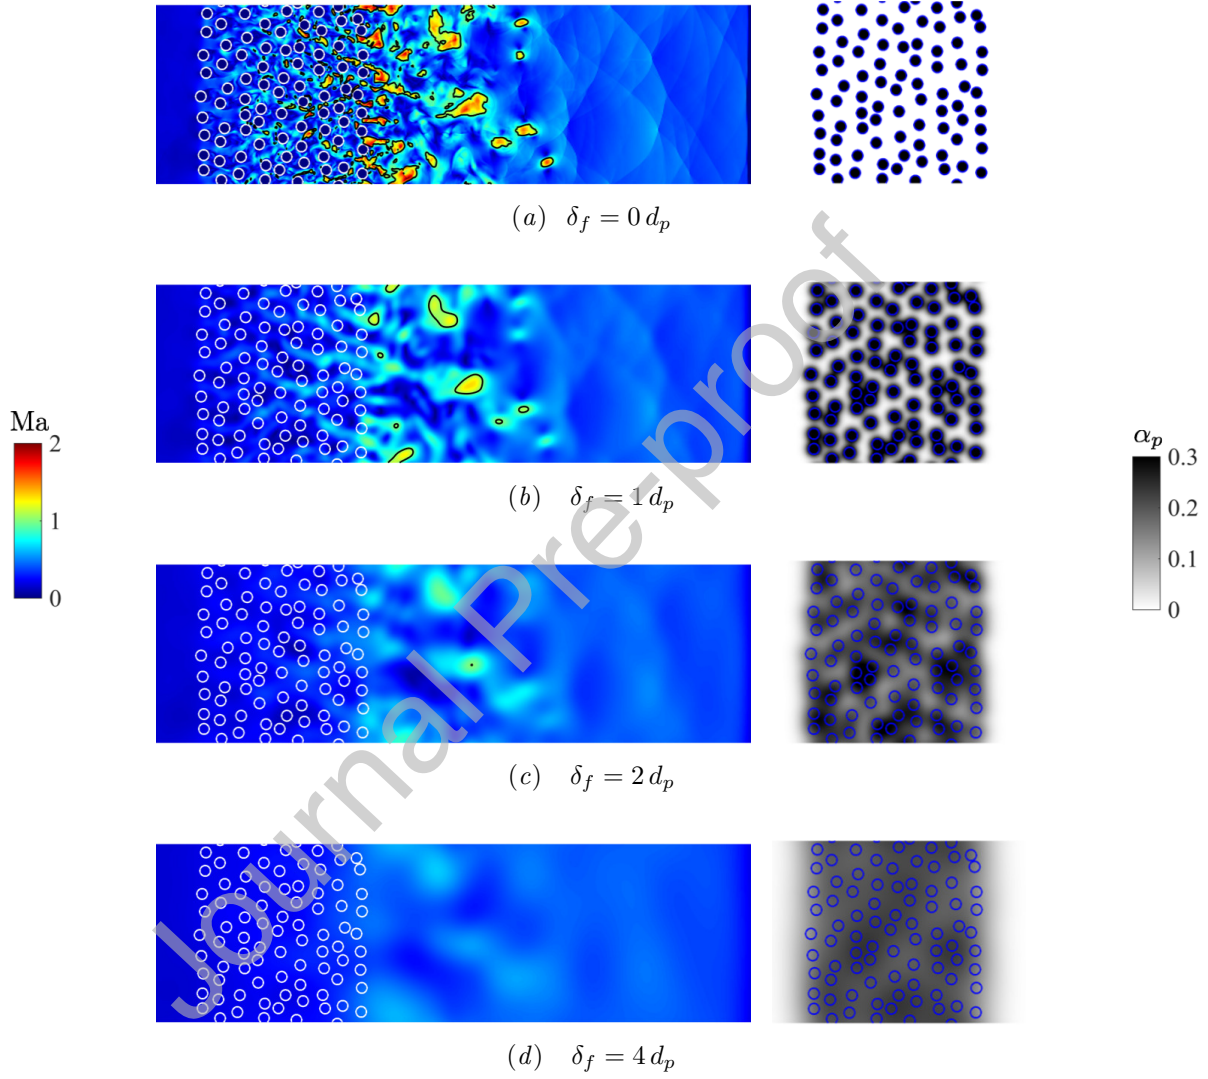 (a) δ_f = 0 d_p
(b) δ_f = 1 d_p
Ma
2
1
0
α_p
0.3
0.2
0.1
0
(c) δ_f = 2 d_p
(d) δ_f = 4 d_p
Journal Pre-proof